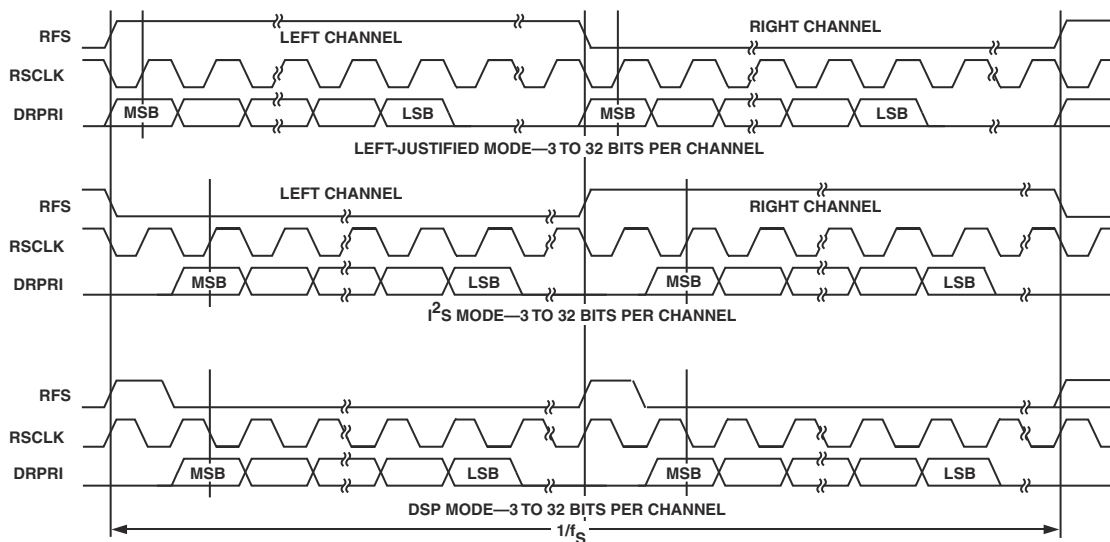 RFS LEFT CHANNEL RIGHT CHANNEL
RSCLK
DRPRI MSB LSB MSB LSB
LEFT-JUSTIFIED MODE—3 TO 32 BITS PER CHANNEL
RFS LEFT CHANNEL RIGHT CHANNEL
RSCLK
DRPRI MSB LSB MSB LSB
I²S MODE—3 TO 32 BITS PER CHANNEL
RFS
RSCLK
DRPRI MSB LSB MSB LSB
DSP MODE—3 TO 32 BITS PER CHANNEL
1/fS